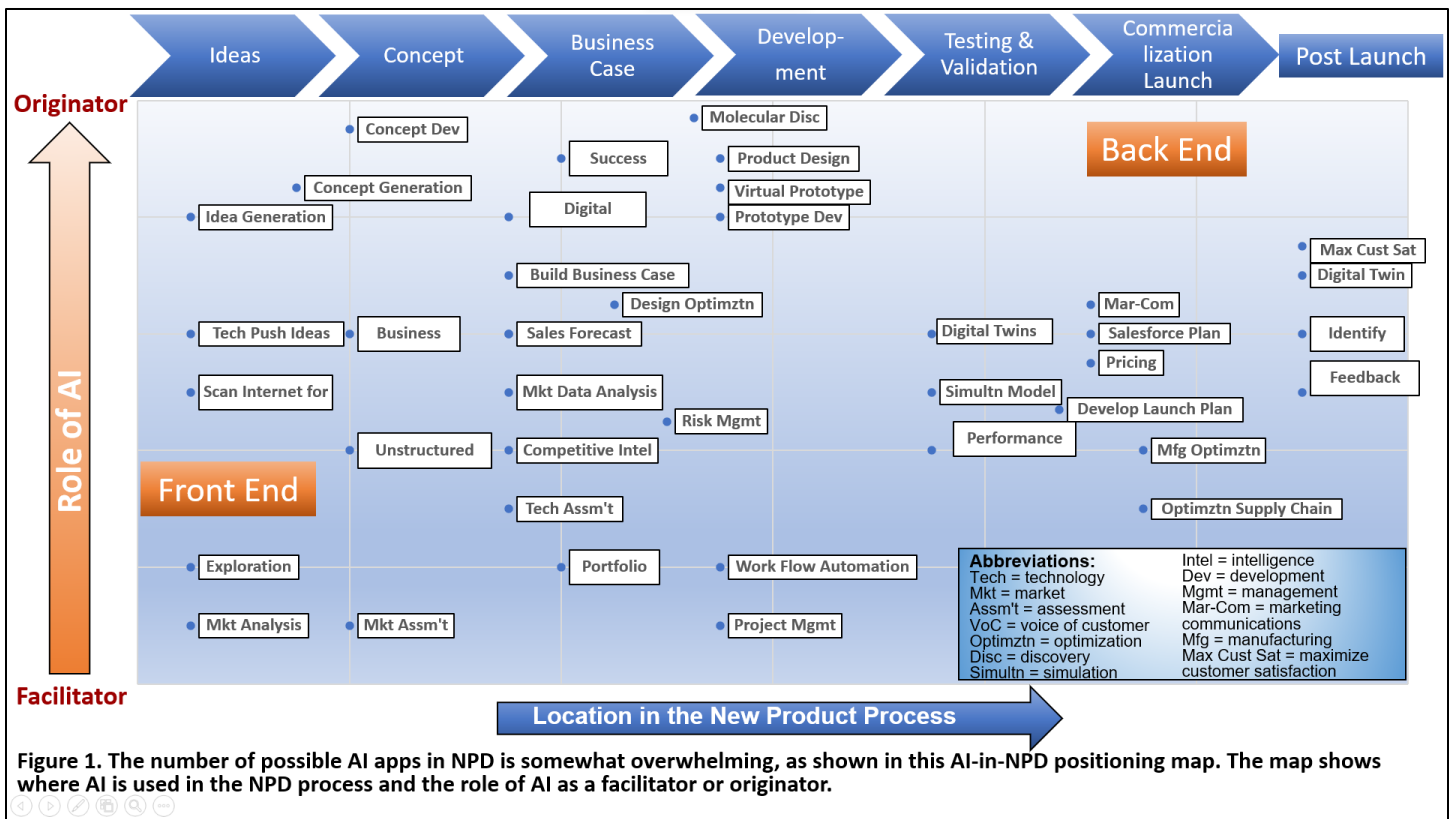 Ideas
Concept
Business
Case
Develop-
ment
Testing &
Validation
Commercia
lization
Launch
Post Launch
Originator
Role of AI
Facilitator
Molecular Disc
Concept Dev
Success
Product Design
Back End
Concept Generation
Virtual Prototype
Digital
Idea Generation
Prototype Dev
Max Cust Sat
Build Business Case
Digital Twin
Design Optimztn
Mar-Com
Tech Push Ideas
Business
Sales Forecast
Digital Twins
Salesforce Plan
Identify
Pricing
Feedback
Scan Internet for
Mkt Data Analysis
Simultn Model
Develop Launch Plan
Risk Mgmt
Performance
Unstructured
Competitive Intel
Mfg Optimztn
Front End
Tech Assm't
Optimztn Supply Chain
Exploration
Portfolio
Work Flow Automation
Mkt Analysis
Mkt Assm't
Project Mgmt
Abbreviations:
Tech = technology
Mkt = market
Assm't = assessment
VoC = voice of customer
Optimztn = optimization
Disc = discovery
Simultn = simulation
Intel = intelligence
Dev = development
Mgmt = management
Mar-Com = marketing
communications
Mfg = manufacturing
Max Cust Sat = maximize
customer satisfaction
Location in the New Product Process
Figure 1. The number of possible AI apps in NPD is somewhat overwhelming, as shown in this AI-in-NPD positioning map. The map shows
where AI is used in the NPD process and the role of AI as a facilitator or originator.